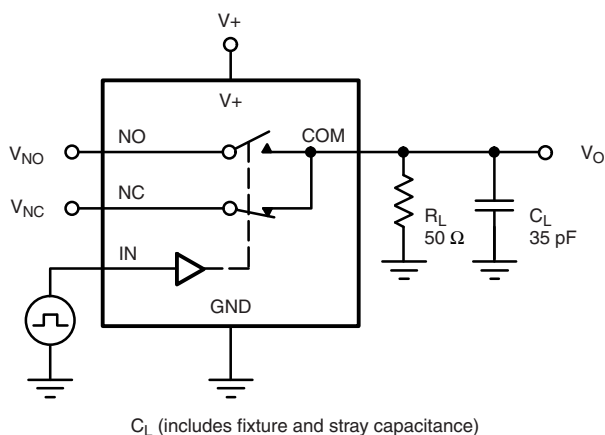 V+
V+
NO
COM
V_NO
V_O
NC
V_NC
R_L
50 Ω
C_L
35 pF
IN
GND
C_L (includes fixture and stray capacitance)